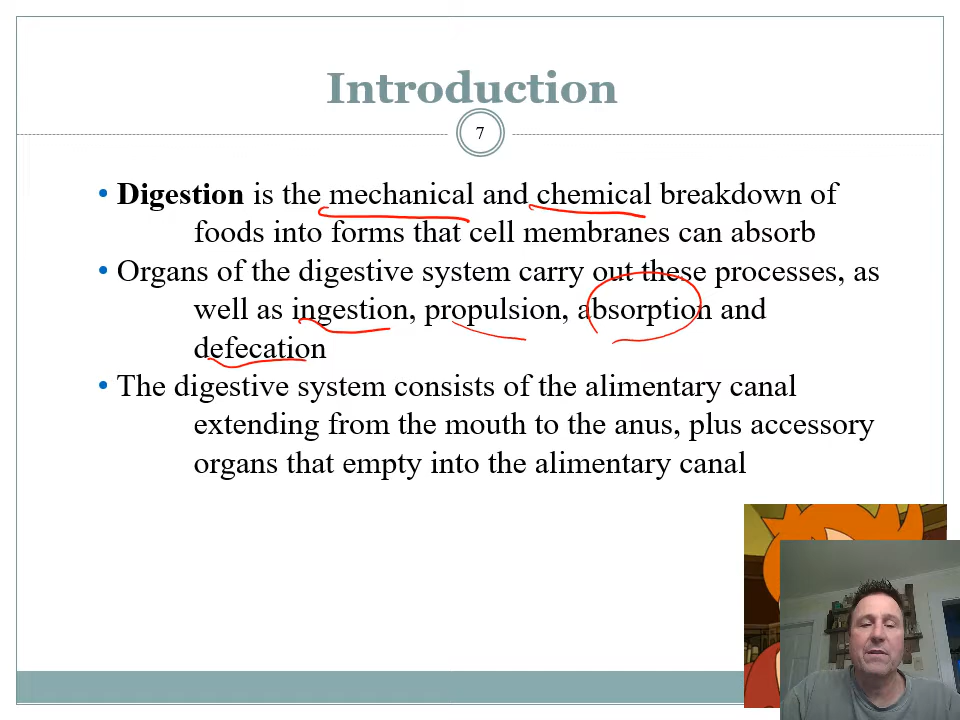 Introduction
7
• Digestion is the mechanical and chemical breakdown of
foods into forms that cell membranes can absorb
• Organs of the digestive system carry out these processes, as
well as ingestion, propulsion, absorption and
defecation
• The digestive system consists of the alimentary canal
extending from the mouth to the anus, plus accessory
organs that empty into the alimentary canal